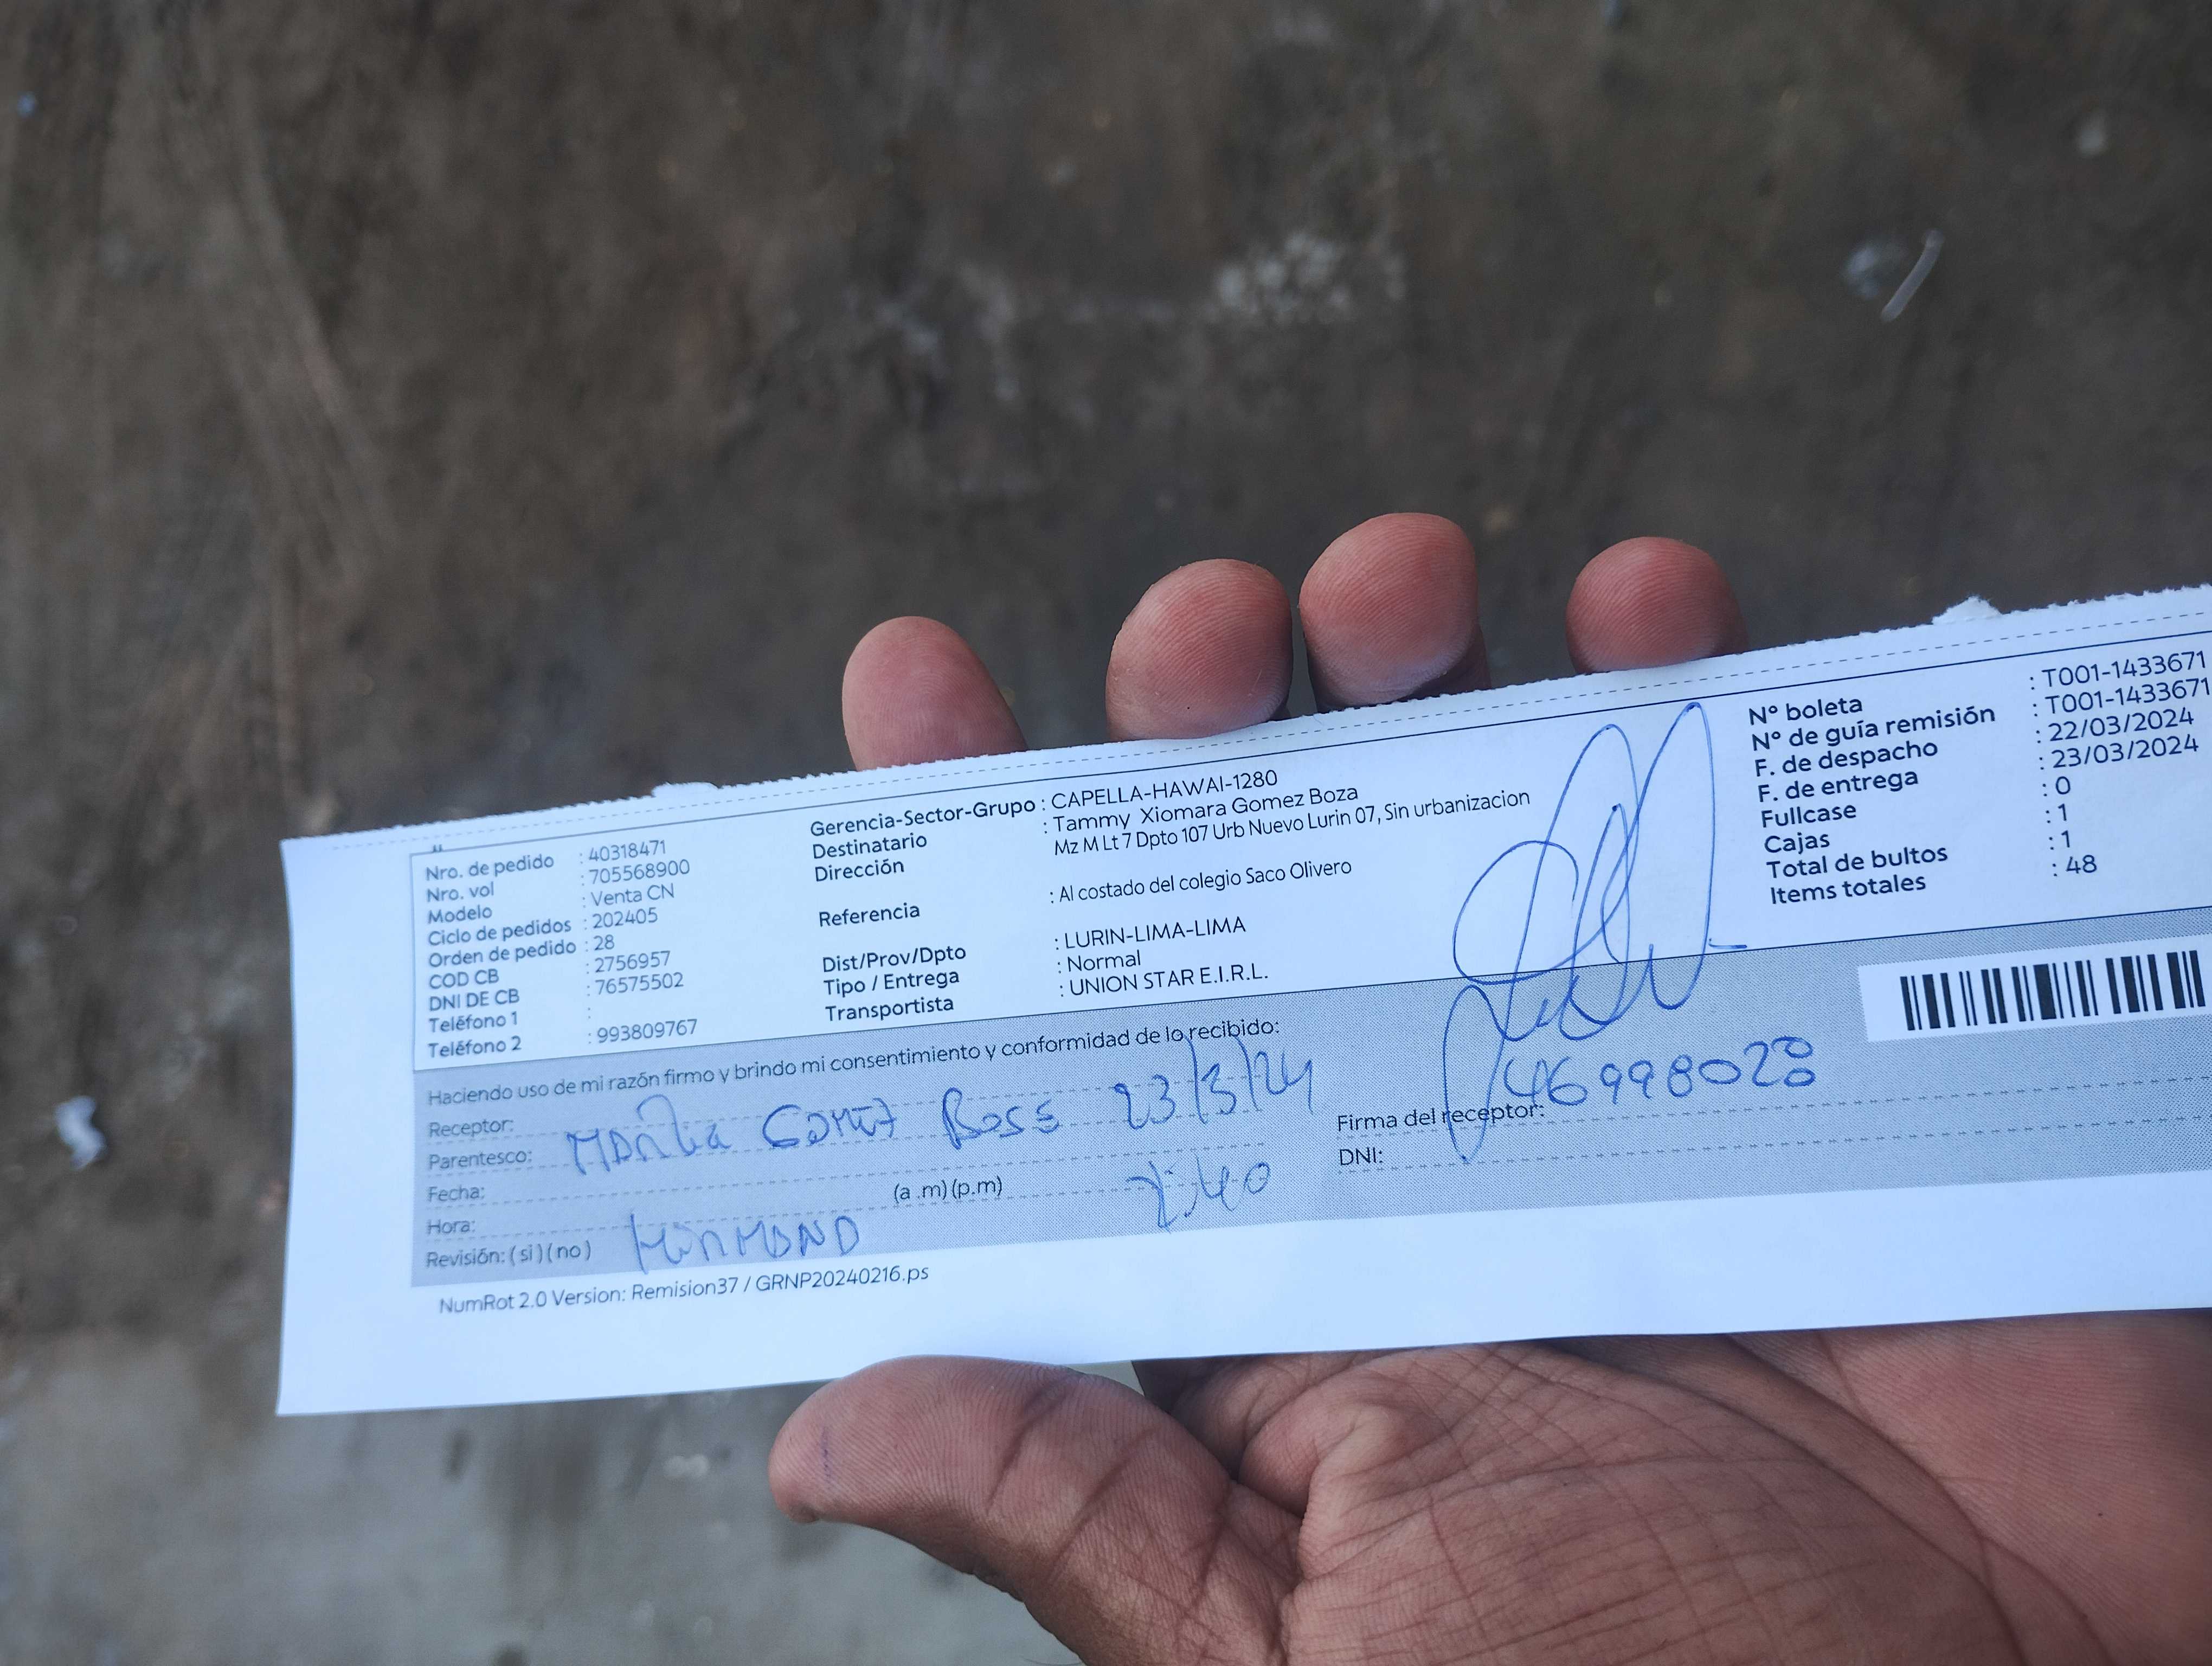 Nro. de pedido : 40318471
Nro. vol : 705568900
Modelo : Venta CN
Ciclo de pedidos : 202405
Orden de pedido : 28
COD CB : 2756957
DNI DE CB : 76575502
Teléfono 1 :
Teléfono 2 : 993809767
Gerencia-Sector-Grupo : CAPELLA-HAWAI-1280
Destinatario : Tammy Xiomara Gomez Boza
Dirección : Mz M Lt 7 Dpto 107 Urb Nuevo Lurin 07, Sin urbanizacion
Referencia : Al costado del colegio Saco Olivero
Dist/Prov/Dpto : LURIN-LIMA-LIMA
Tipo / Entrega : Normal
Transportista : UNION STAR E.I.R.L.
N° boleta : T001-1433671
N° de guía remisión : T001-1433671
F. de despacho : 22/03/2024
F. de entrega : 23/03/2024
Fullcase : 0
Cajas : 1
Total de bultos : 1
Items totales : 48
Haciendo uso de mi razón firmo y brindo mi consentimiento y conformidad de lo recibido:
Receptor:
Parentesco: 23/3/24
Fecha:
(a .m) (p.m)
Hora: :40
Revisión: (si) (no)
46998028
Firma del receptor:
DNI:
NumRot 2.0 Version: Remision37 / GRNP20240216.ps